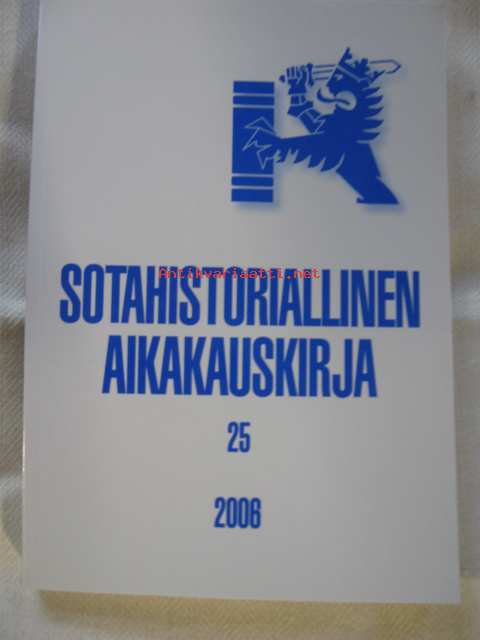 SOTAHISTORIALLINEN
Antikvariaatti.net
AIKAKAUSKIRJA
25
2006